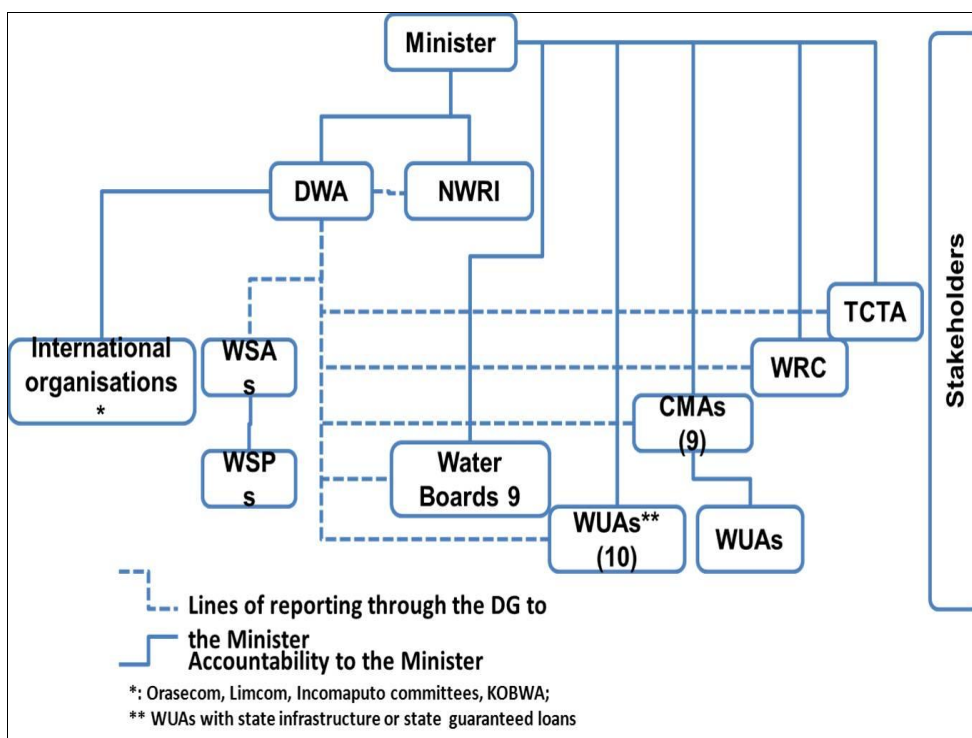 Minister
DWA
NWRI
TCTA
International
organisations
*
WSA
s
WRC
CMAs
(9)
WSP
s
Water
Boards 9
WUAs**
(10)
WUAs
Stakeholders
Lines of reporting through the DG to
the Minister
Accountability to the Minister
*: Orasecom, Limcom, Incomaputo committees, KOBWA;
** WUAs with state infrastructure or state guaranteed loans